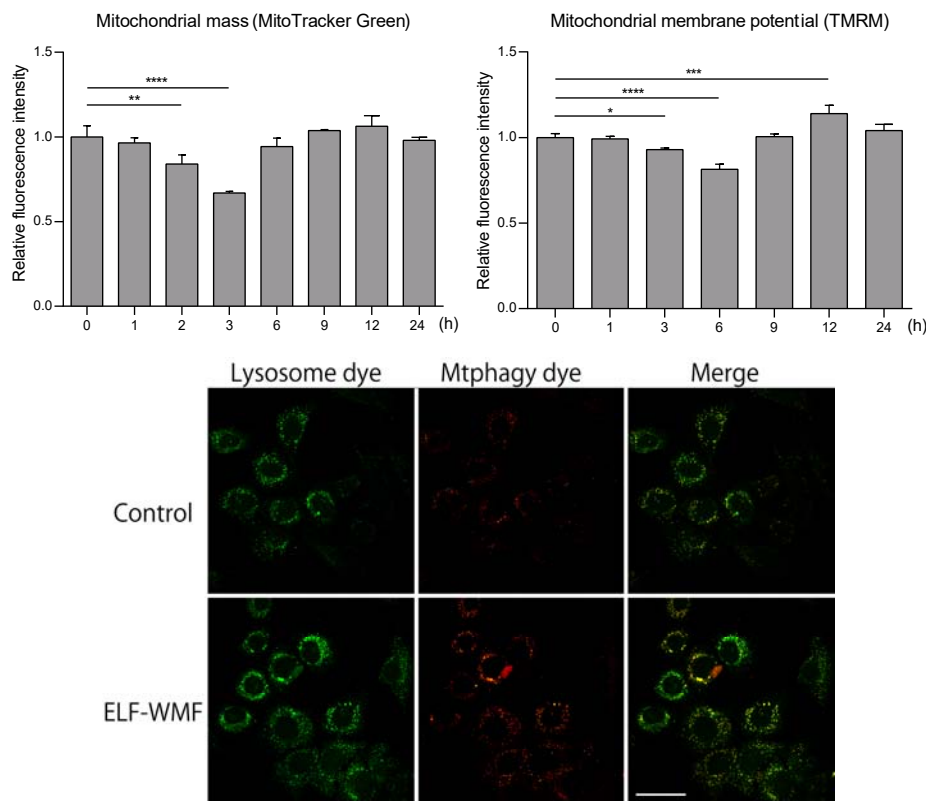 Mitochondrial mass (MitoTracker Green)
Relative fluorescence intensity
1.5
1.0
0.5
0.0
****
**
0 1 2 3 6 9 12 24 (h)
Mitochondrial membrane potential (TMRM)
Relative fluorescence intensity
1.5
1.0
0.5
0.0
***
****
*
0 1 3 6 9 12 24 (h)
Lysosome dye Mtphagy dye Merge
Control
ELF-WMF